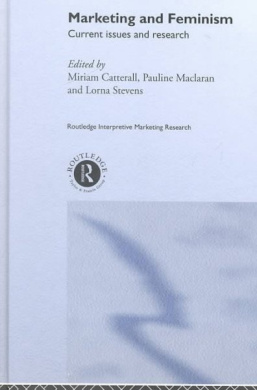 Marketing and Feminism
Current issues and research
Edited by
Miriam Catterall, Pauline Maclaran
and Lorna Stevens
Routledge Interpretive Marketing Research
ROUTLEDGE
R